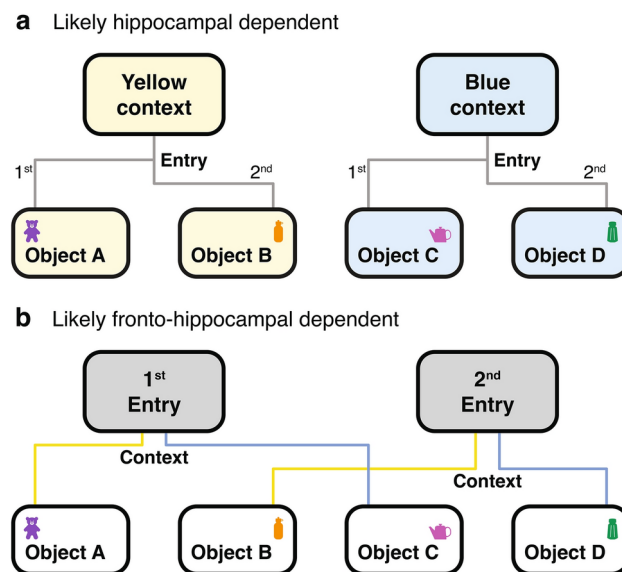 a Likely hippocampal dependent
Yellow context
Blue context
1st Entry 2nd
1st Entry 2nd
Object A
Object B
Object C
Object D
b Likely fronto-hippocampal dependent
1st Entry
2nd Entry
Context
Context
Object A
Object B
Object C
Object D